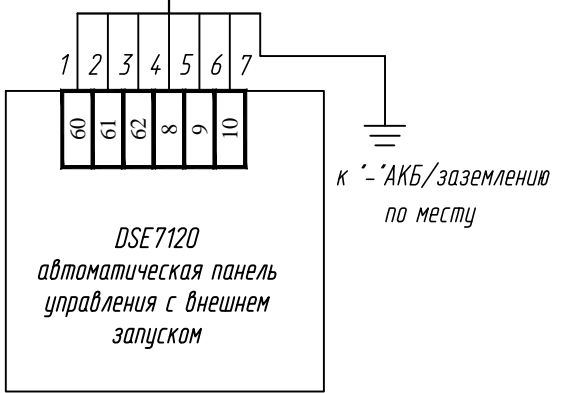 1 2 3 4 5 6 7
60 61 62 8 9 10
к "-"АКБ/заземлению
по месту
DSE7120
автоматическая панель
управления с внешнем
запуском